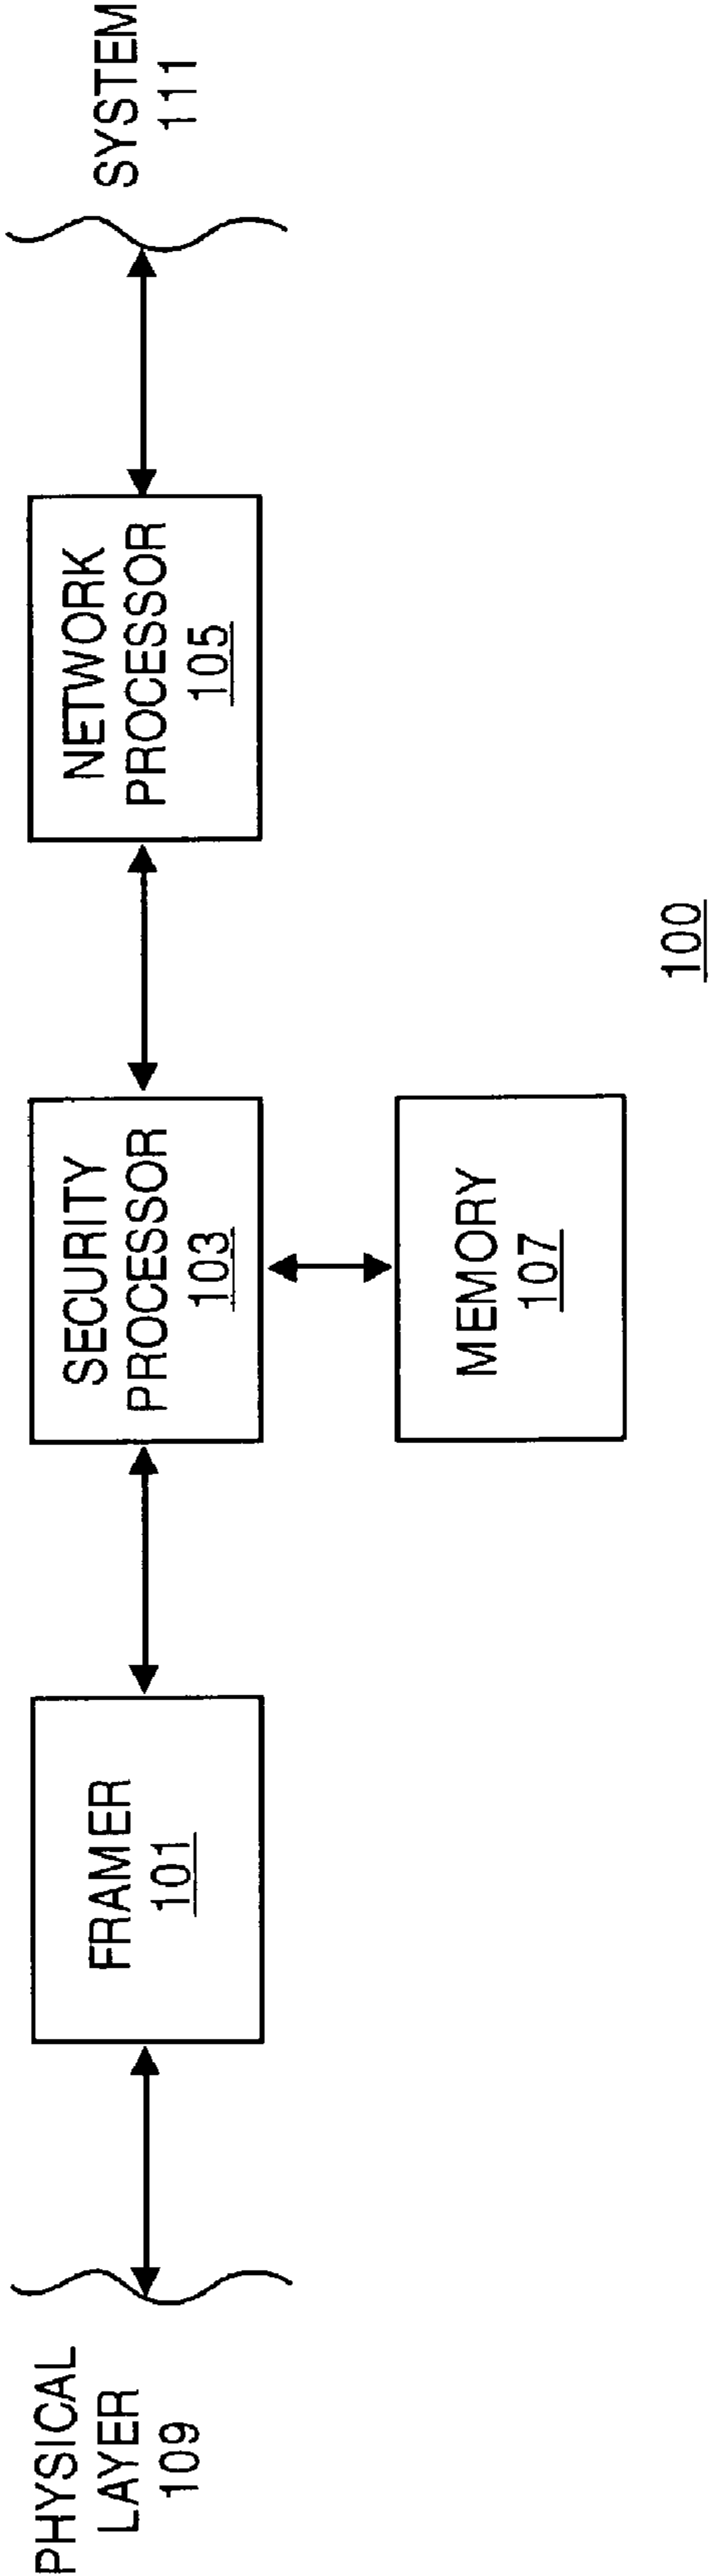 PHYSICAL
LAYER
109
FRAMER
101
SECURITY
PROCESSOR
103
MEMORY
107
NETWORK
PROCESSOR
105
SYSTEM
111
100